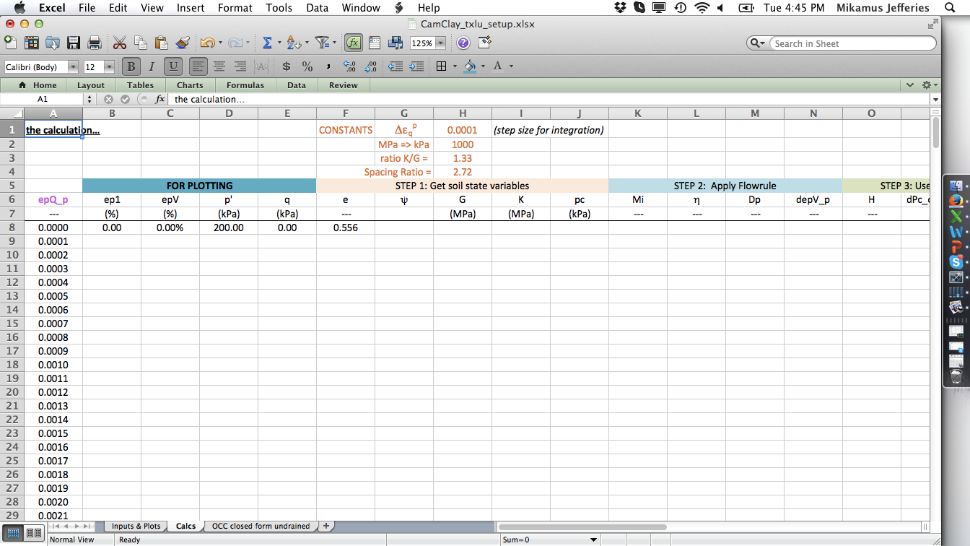 Excel File Edit View Insert Format Tools Data Window Help Tue 4:45 PM Mikamus Jefferies
CamClay_txlu_setup.xlsx
125% Search in Sheet
Calibri (Body) 12 B I U A $ % , A
Home Layout Tables Charts Formulas Data Review
A1 fx the calculation...
A B C D E F G H I J K L M N O
1 the calculation... CONSTANTS Δεqᵖ 0.0001 (step size for integration)
2 MPa => kPa 1000
3 ratio K/G = 1.33
4 Spacing Ratio = 2.72
5 FOR PLOTTING STEP 1: Get soil state variables STEP 2: Apply Flowrule STEP 3: Use
6 epQ_p ep1 epV p' q e ψ G K pc Mi η Dp depV_p H dPc_
7 --- (%) (%) (kPa) (kPa) --- (MPa) (MPa) (kPa) --- --- --- --- ---
8 0.0000 0.00 0.00% 200.00 0.00 0.556
9 0.0001
10 0.0002
11 0.0003
12 0.0004
13 0.0005
14 0.0006
15 0.0007
16 0.0008
17 0.0009
18 0.0010
19 0.0011
20 0.0012
21 0.0013
22 0.0014
23 0.0015
24 0.0016
25 0.0017
26 0.0018
27 0.0019
28 0.0020
29 0.0021
Inputs & Plots Calcs OCC closed form undrained +
Normal View Ready Sum=0